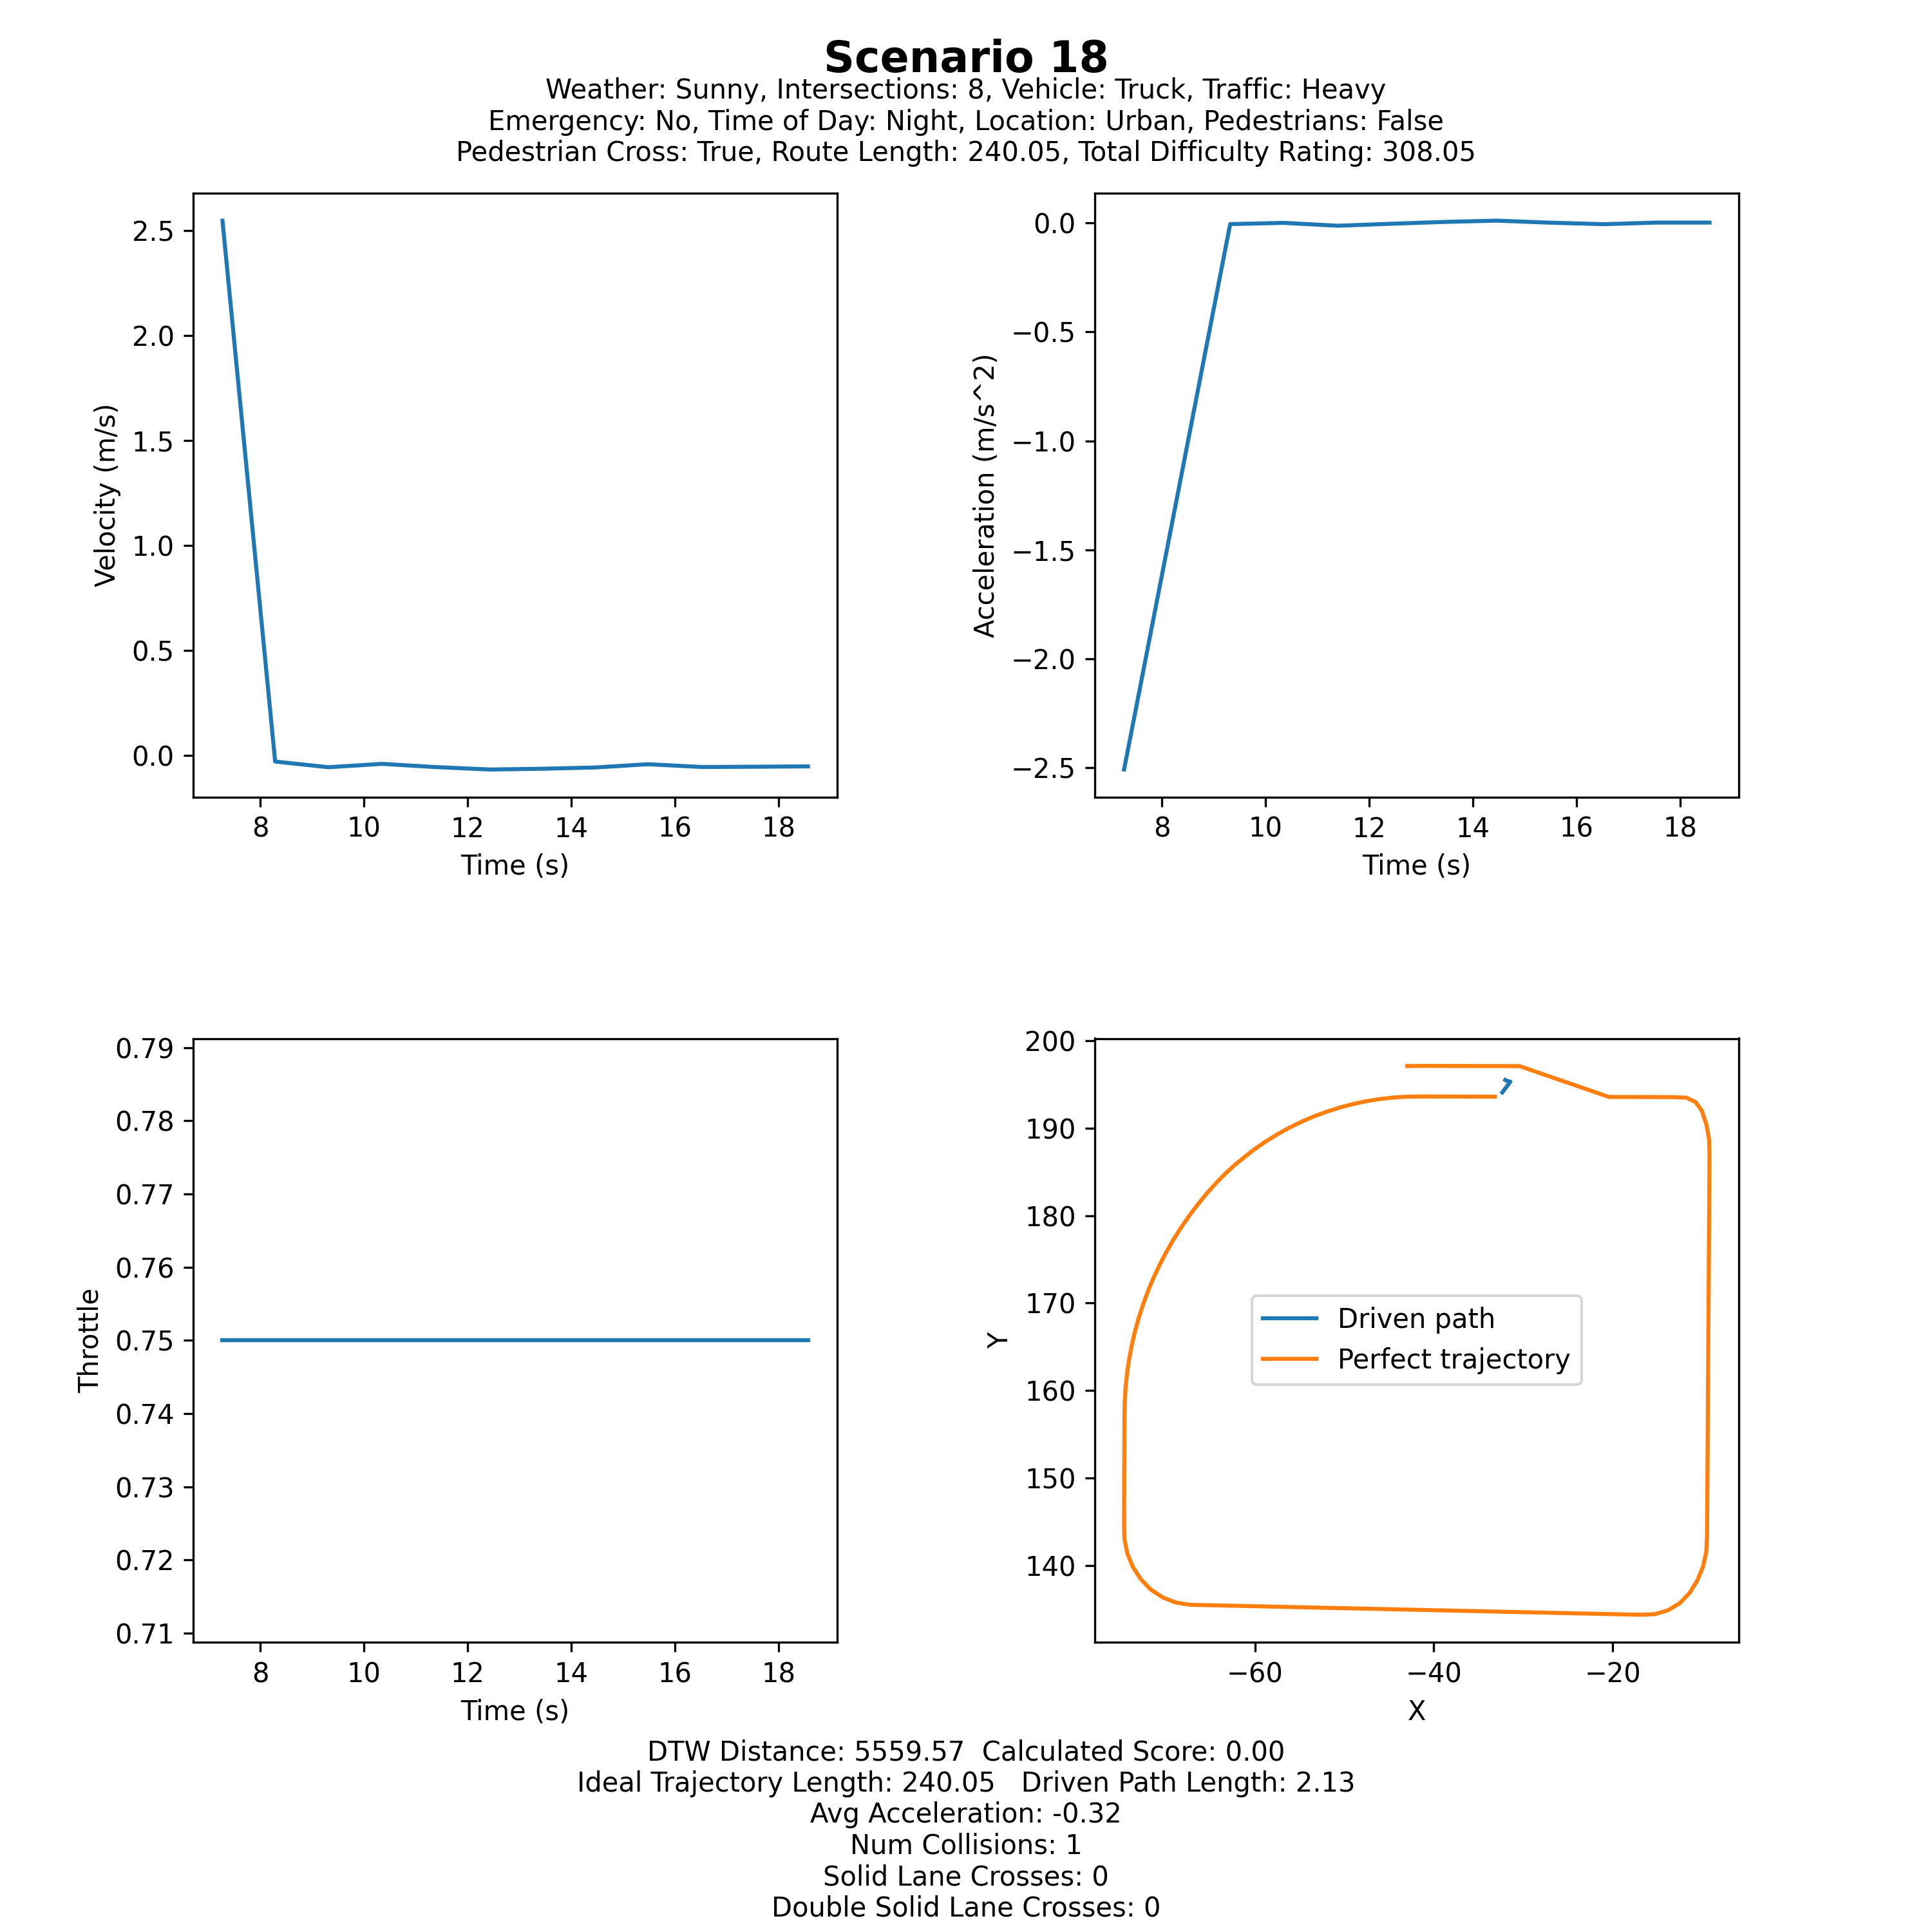 Scenario 18
Weather: Sunny, Intersections: 8, Vehicle: Truck, Traffic: Heavy
Emergency: No, Time of Day: Night, Location: Urban, Pedestrians: False
Pedestrian Cross: True, Route Length: 240.05, Total Difficulty Rating: 308.05
2.5
2.0
1.5
1.0
0.5
0.0
Velocity (m/s)
8 10 12 14 16 18
Time (s)
0.0
−0.5
−1.0
−1.5
−2.0
−2.5
Acceleration (m/s^2)
8 10 12 14 16 18
Time (s)
0.79
0.78
0.77
0.76
0.75
0.74
0.73
0.72
0.71
Throttle
8 10 12 14 16 18
Time (s)
200
190
180
170
160
150
140
Y
Driven path
Perfect trajectory
−60 −40 −20
X
DTW Distance: 5559.57 Calculated Score: 0.00
Ideal Trajectory Length: 240.05 Driven Path Length: 2.13
Avg Acceleration: -0.32
Num Collisions: 1
Solid Lane Crosses: 0
Double Solid Lane Crosses: 0